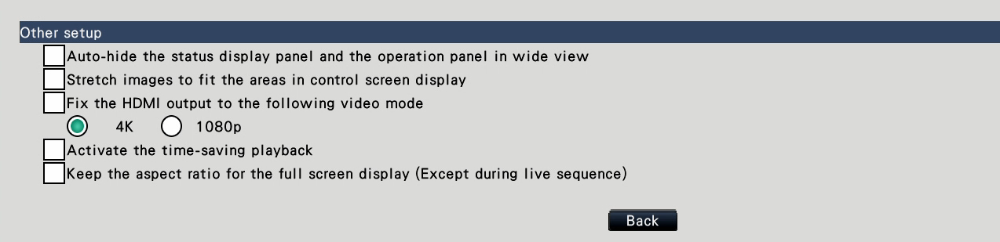 Other setup
Auto-hide the status display panel and the operation panel in wide view
Stretch images to fit the areas in control screen display
Fix the HDMI output to the following video mode
4K 1080p
Activate the time-saving playback
Keep the aspect ratio for the full screen display (Except during live sequence)
Back